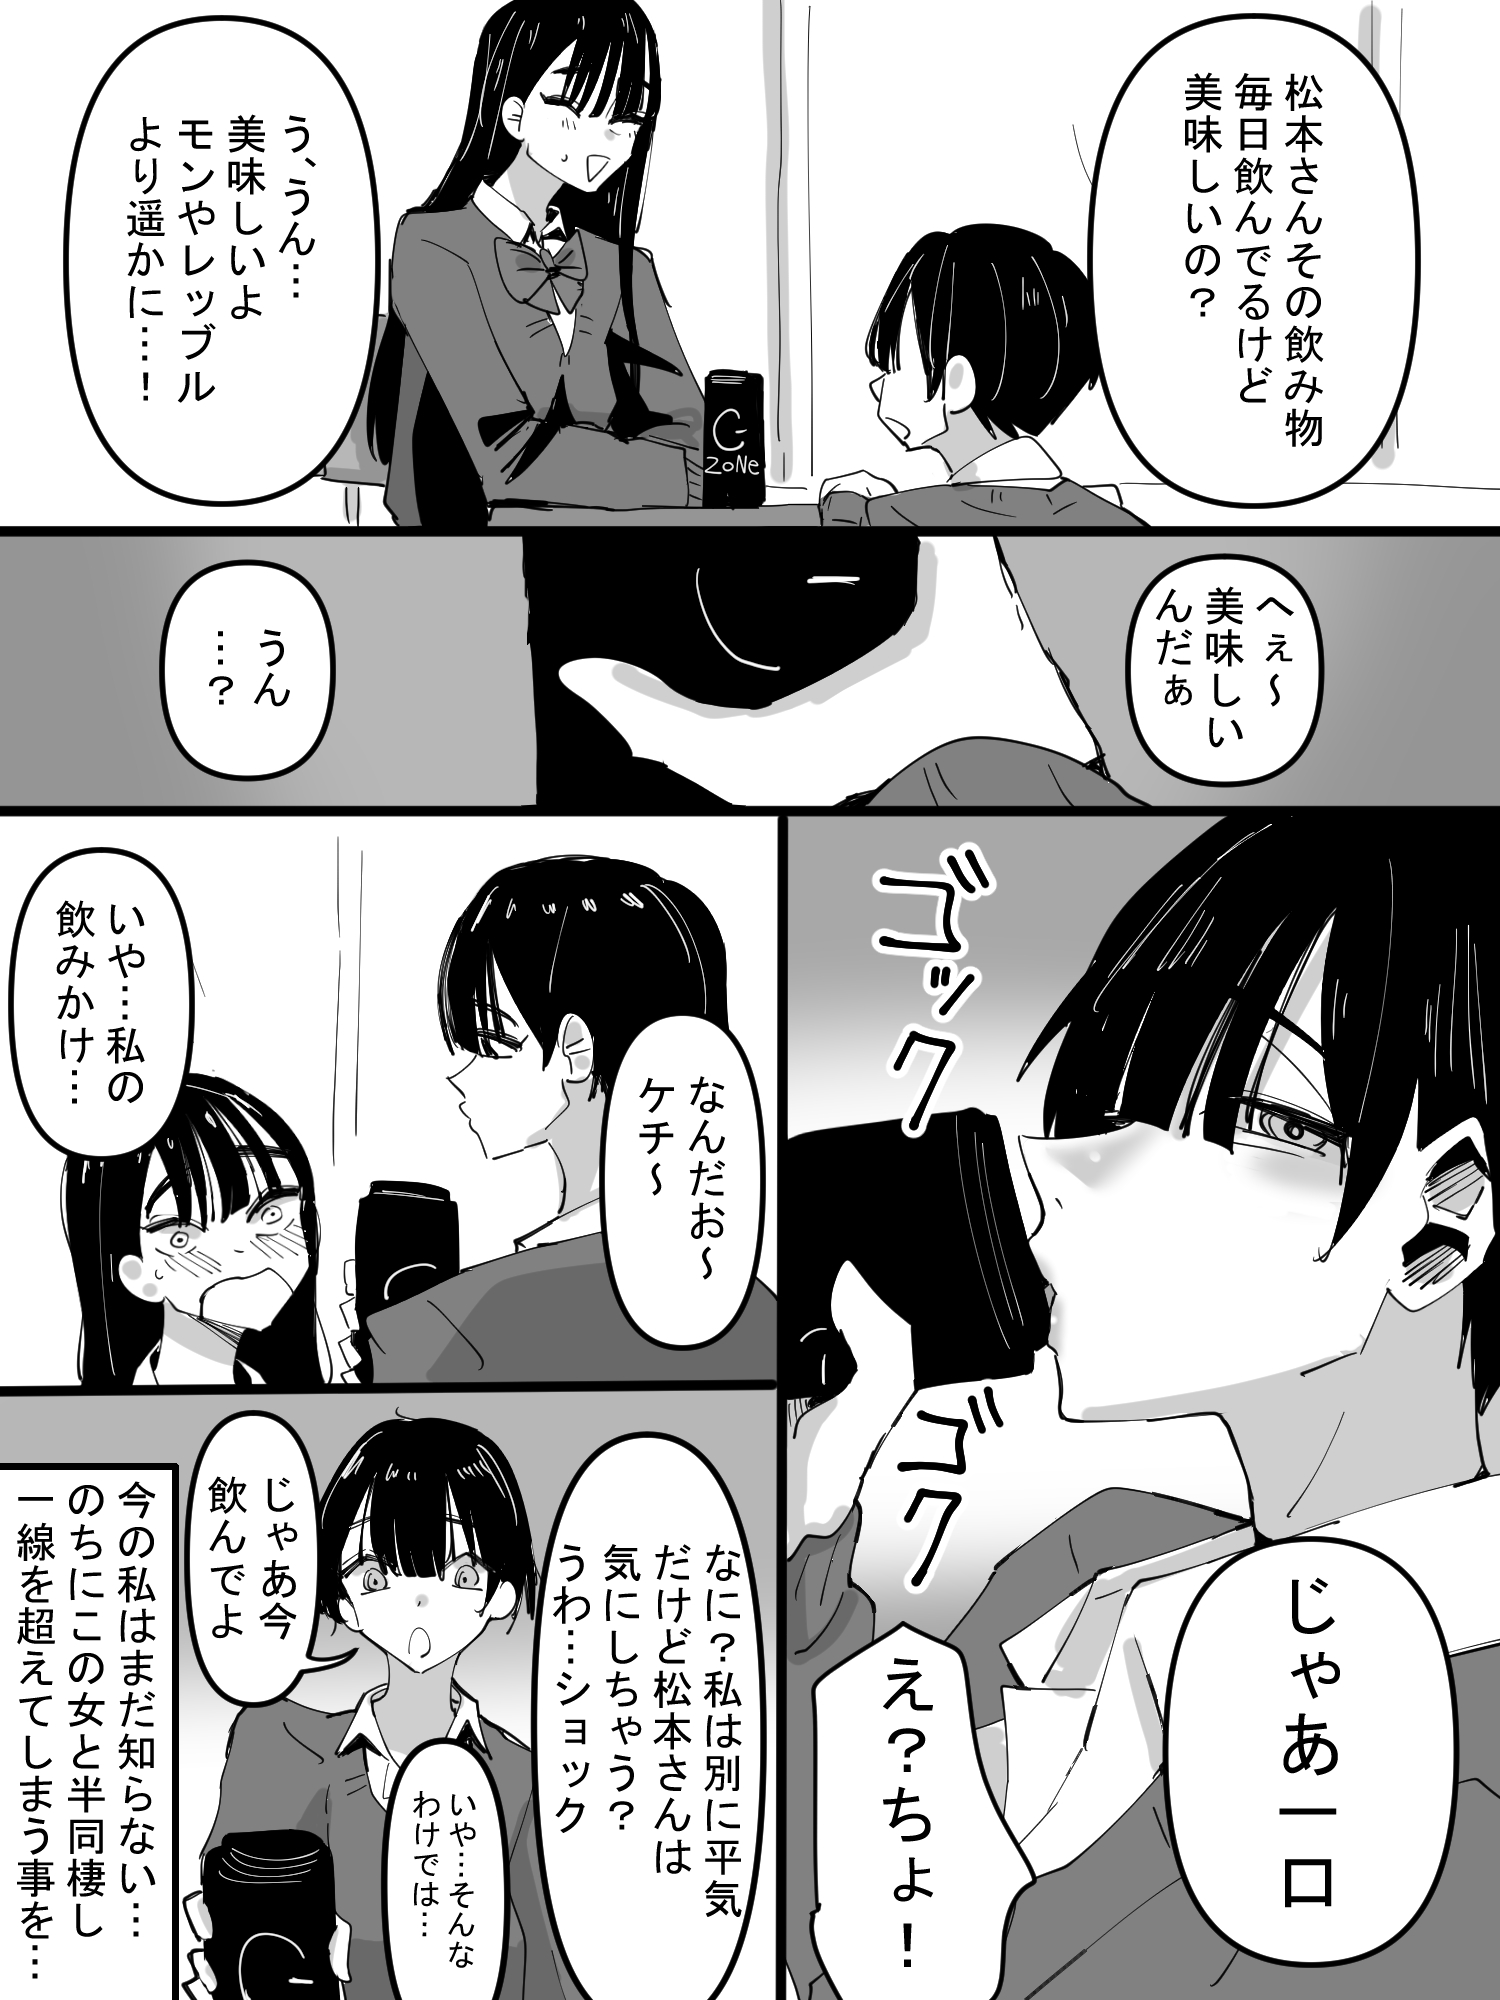 松本さんその飲み物
毎日飲んでるけど
美味しいの？
う、うん…
美味しいよ
モンやレッブル
より遥かに…！
C
ZONe
へぇ～
美味しい
んだぁ
うん
…？
ゴックゴック
じゃあ一口
え？ちょ！
なんだお～
ケチ～
いや…私の
飲みかけ…
なに？私は別に平気
だけど松本さんは
気にしちゃう？
うわ…ショック
いや…そんな
わけでは…
じゃあ今
飲んでよ
今の私はまだ知らない…
のちにこの女と半同棲し
一線を超えてしまう事を…